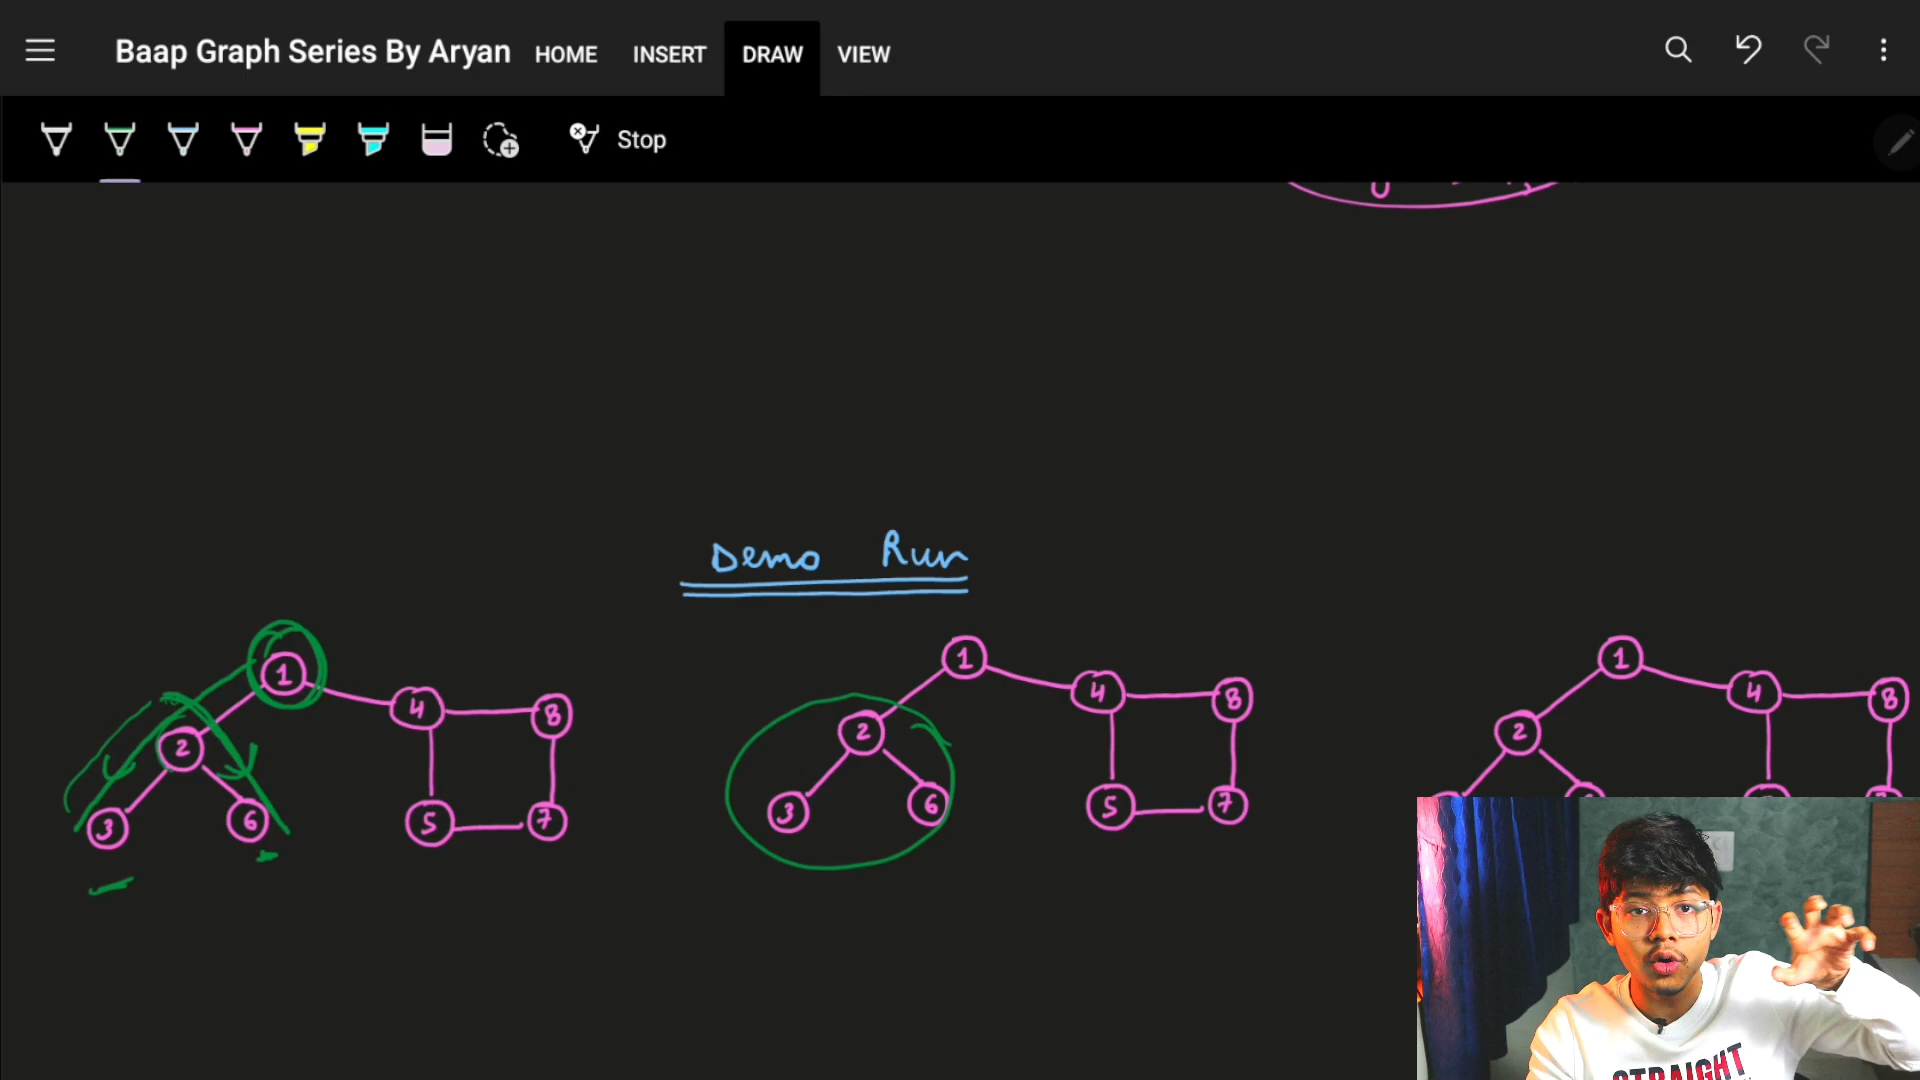 Baap Graph Series By Aryan HOME INSERT DRAW VIEW
Stop
Demo Run
1 4 8 2 3 6 5 7
1 4 8 2 3 6 5 7
1 4 8 2
STRAIGHT